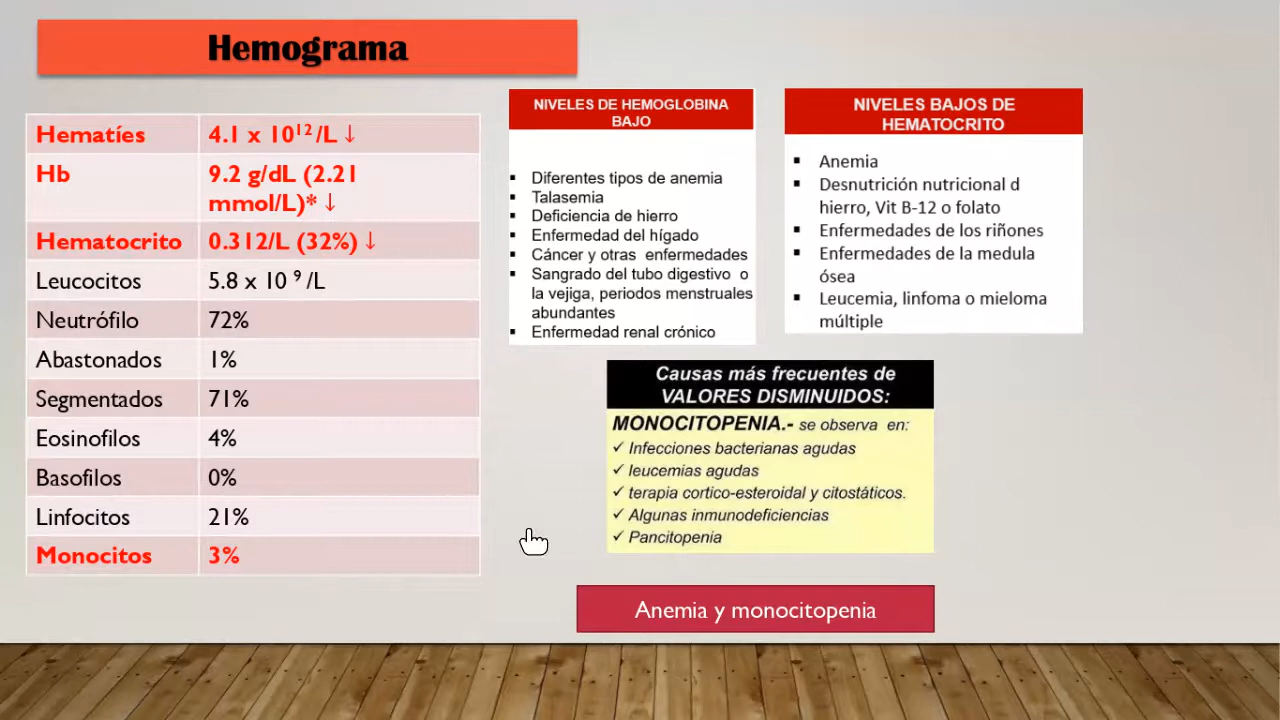 Hemograma
Hematíes 4.1 x 10¹²/L ↓
Hb 9.2 g/dL (2.21
mmol/L)* ↓
Hematocrito 0.312/L (32%) ↓
Leucocitos 5.8 x 10 ⁹ /L
Neutrófilo 72%
Abastonados 1%
Segmentados 71%
Eosinofilos 4%
Basofilos 0%
Linfocitos 21%
Monocitos 3%
NIVELES DE HEMOGLOBINA
BAJO
▪ Diferentes tipos de anemia
▪ Talasemia
▪ Deficiencia de hierro
▪ Enfermedad del hígado
▪ Cáncer y otras enfermedades
▪ Sangrado del tubo digestivo o
la vejiga, periodos menstruales
abundantes
▪ Enfermedad renal crónico
NIVELES BAJOS DE
HEMATOCRITO
▪ Anemia
▪ Desnutrición nutricional d
hierro, Vit B-12 o folato
▪ Enfermedades de los riñones
▪ Enfermedades de la medula
ósea
▪ Leucemia, linfoma o mieloma
múltiple
Causas más frecuentes de
VALORES DISMINUIDOS:
MONOCITOPENIA.- se observa en:
✓ Infecciones bacterianas agudas
✓ leucemias agudas
✓ terapia cortico-esteroidal y citostáticos.
✓ Algunas inmunodeficiencias
✓ Pancitopenia
Anemia y monocitopenia